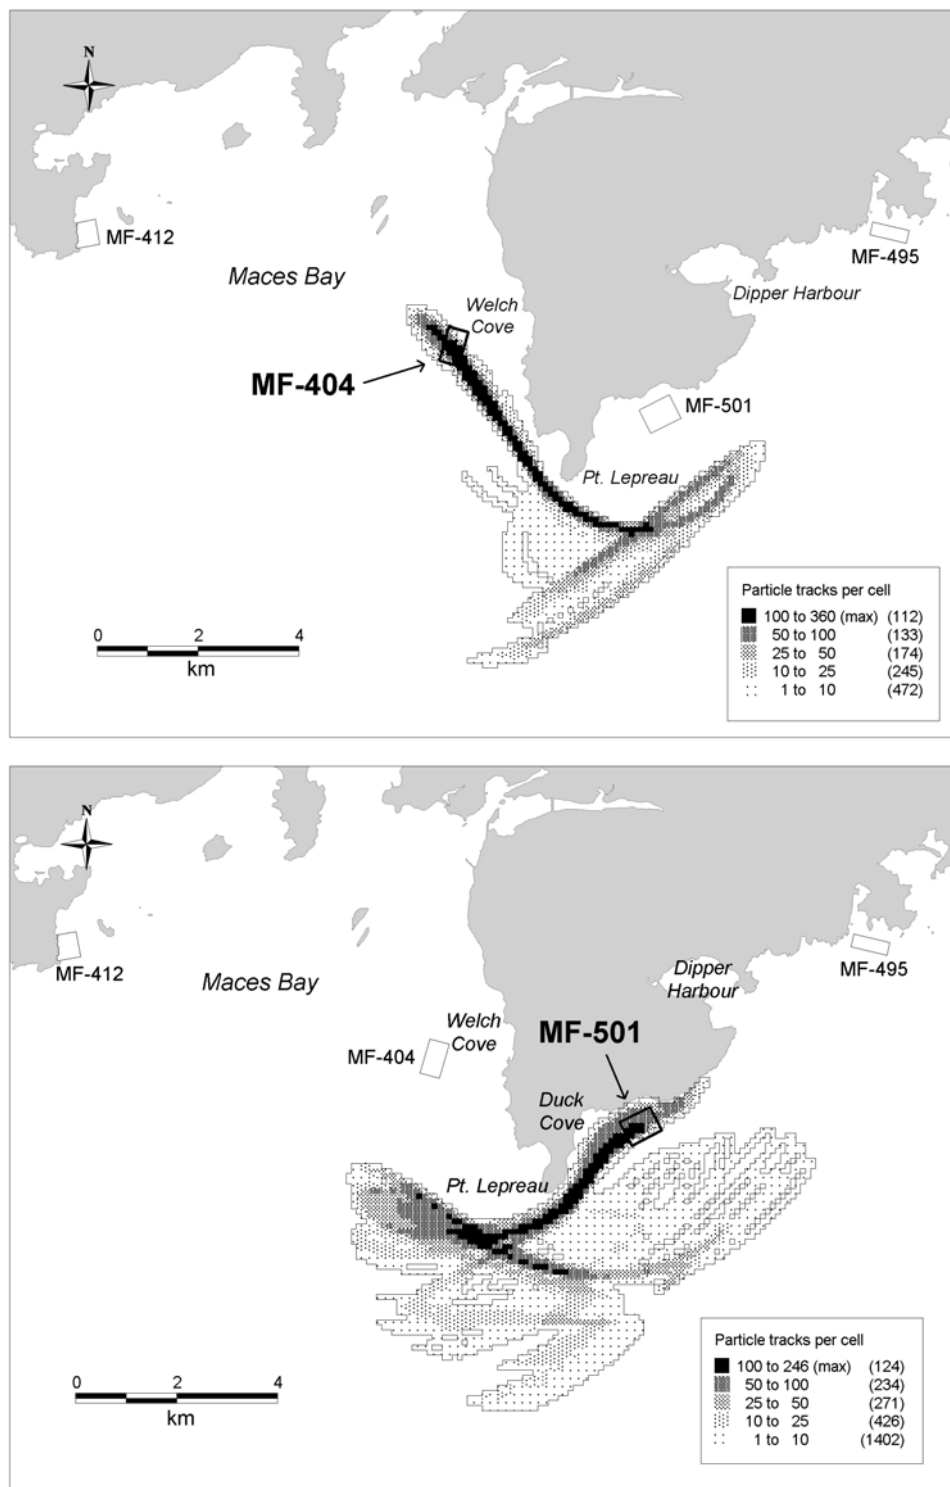 N
MF-412
MF-495
Maces Bay
Dipper Harbour
Welch
Cove
MF-404
MF-501
Pt. Lepreau
0 2 4
km
Particle tracks per cell
100 to 360 (max) (112)
50 to 100 (133)
25 to 50 (174)
10 to 25 (245)
1 to 10 (472)
N
MF-412
MF-495
Maces Bay
Dipper
Harbour
Welch
Cove
MF-404
MF-501
Duck
Cove
Pt. Lepreau
0 2 4
km
Particle tracks per cell
100 to 246 (max) (124)
50 to 100 (234)
25 to 50 (271)
10 to 25 (426)
1 to 10 (1402)